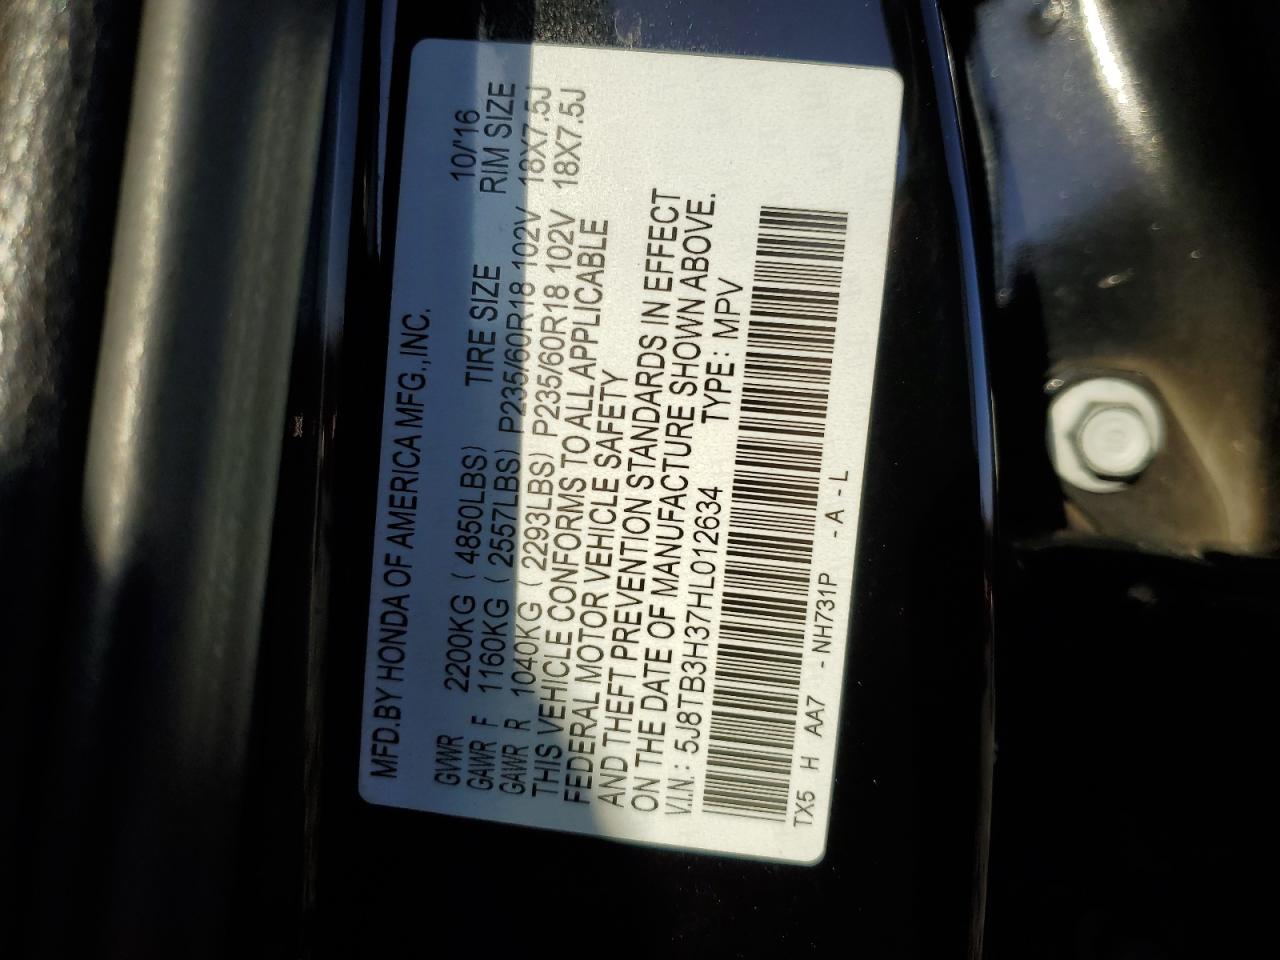 MFD.BY HONDA OF AMERICA MFG.,INC. 10/'16
GVWR 2200KG ( 4850LBS) TIRE SIZE RIM SIZE
GAWR F 1160KG ( 2557LBS) P235/60R18 102V 18X7.5J
GAWR R 1040KG ( 2293LBS) P235/60R18 102V 18X7.5J
THIS VEHICLE CONFORMS TO ALL APPLICABLE
FEDERAL MOTOR VEHICLE SAFETY
AND THEFT PREVENTION STANDARDS IN EFFECT
ON THE DATE OF MANUFACTURE SHOWN ABOVE.
V.I.N.: 5J8TB3H37HL012634 TYPE: MPV
TX5 H AA7 - NH731P - A - L